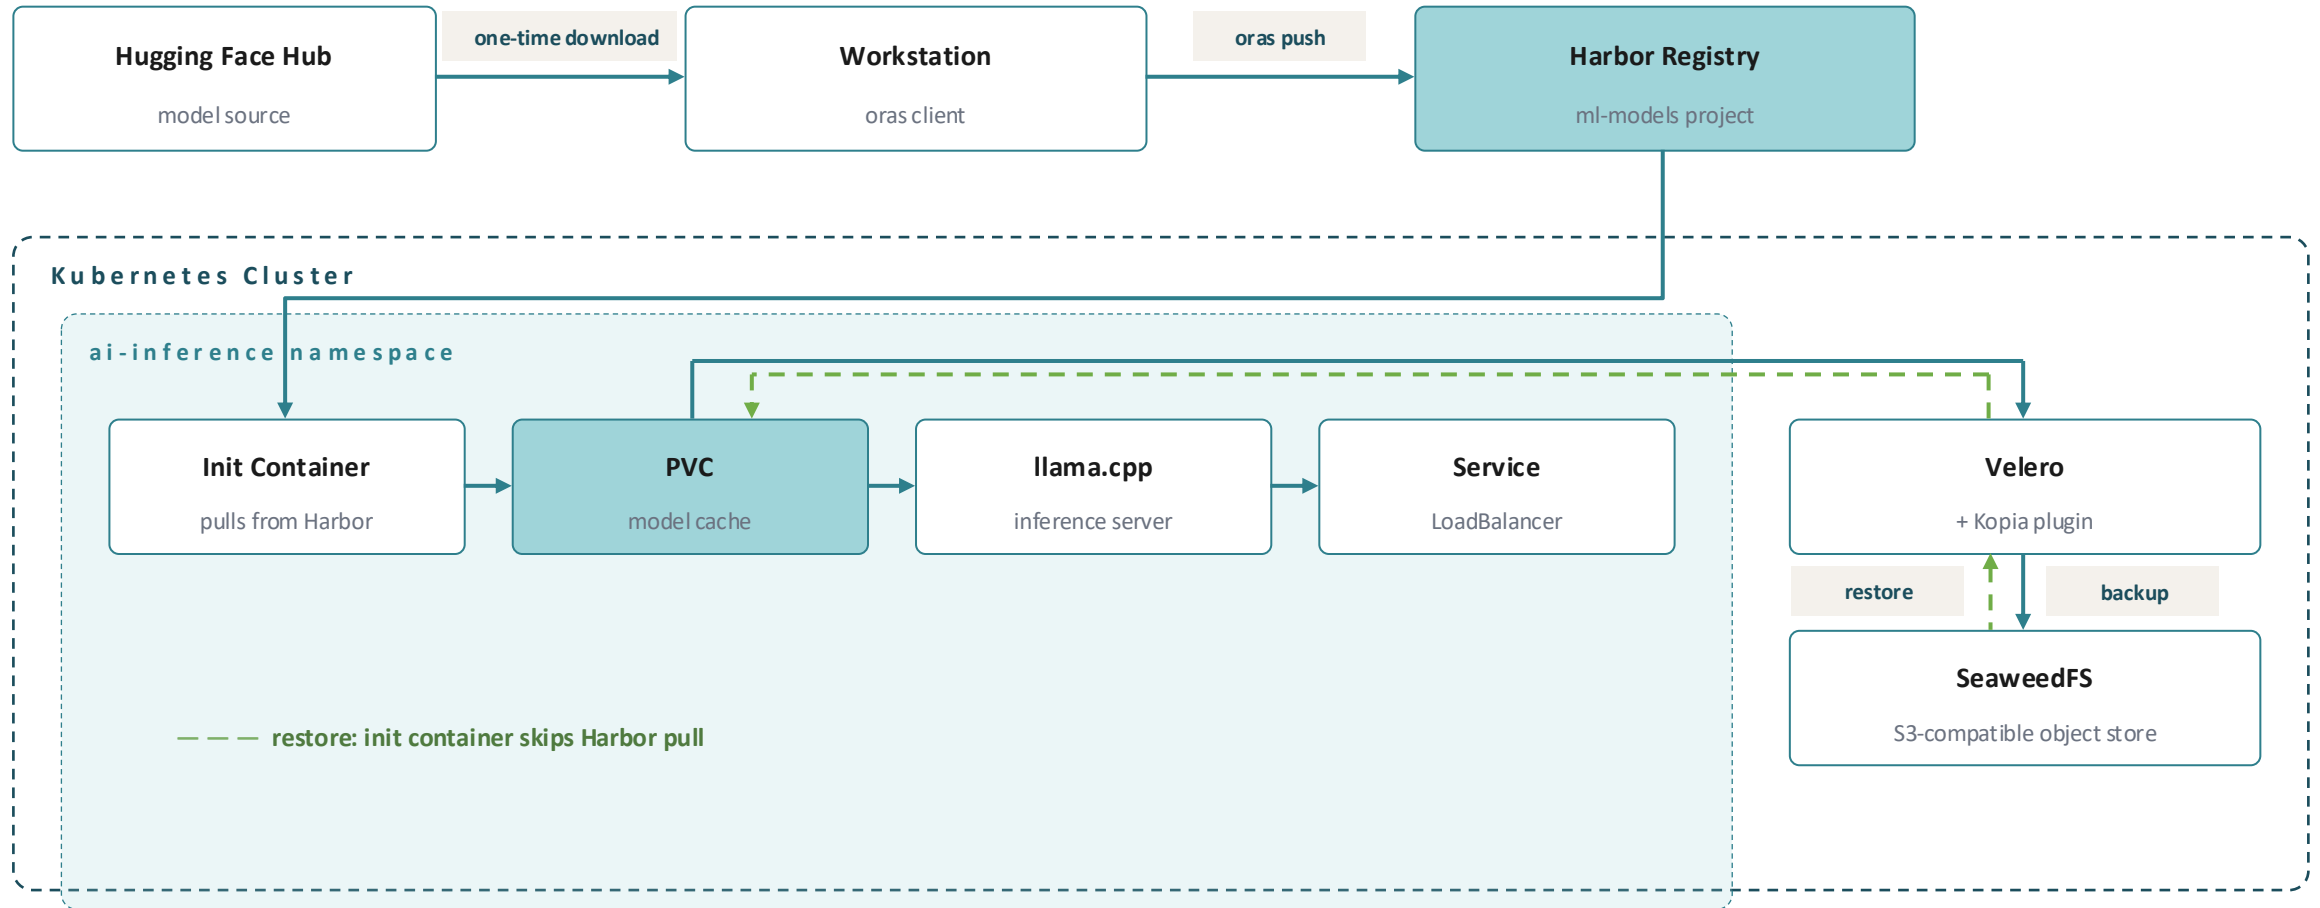 Hugging Face Hub
model source
one-time download
Workstation
oras client
oras push
Harbor Registry
ml-models project
Kubernetes Cluster
ai-inference namespace
Init Container
pulls from Harbor
PVC
model cache
llama.cpp
inference server
Service
LoadBalancer
Velero
+ Kopia plugin
restore
backup
SeaweedFS
S3-compatible object store
restore: init container skips Harbor pull